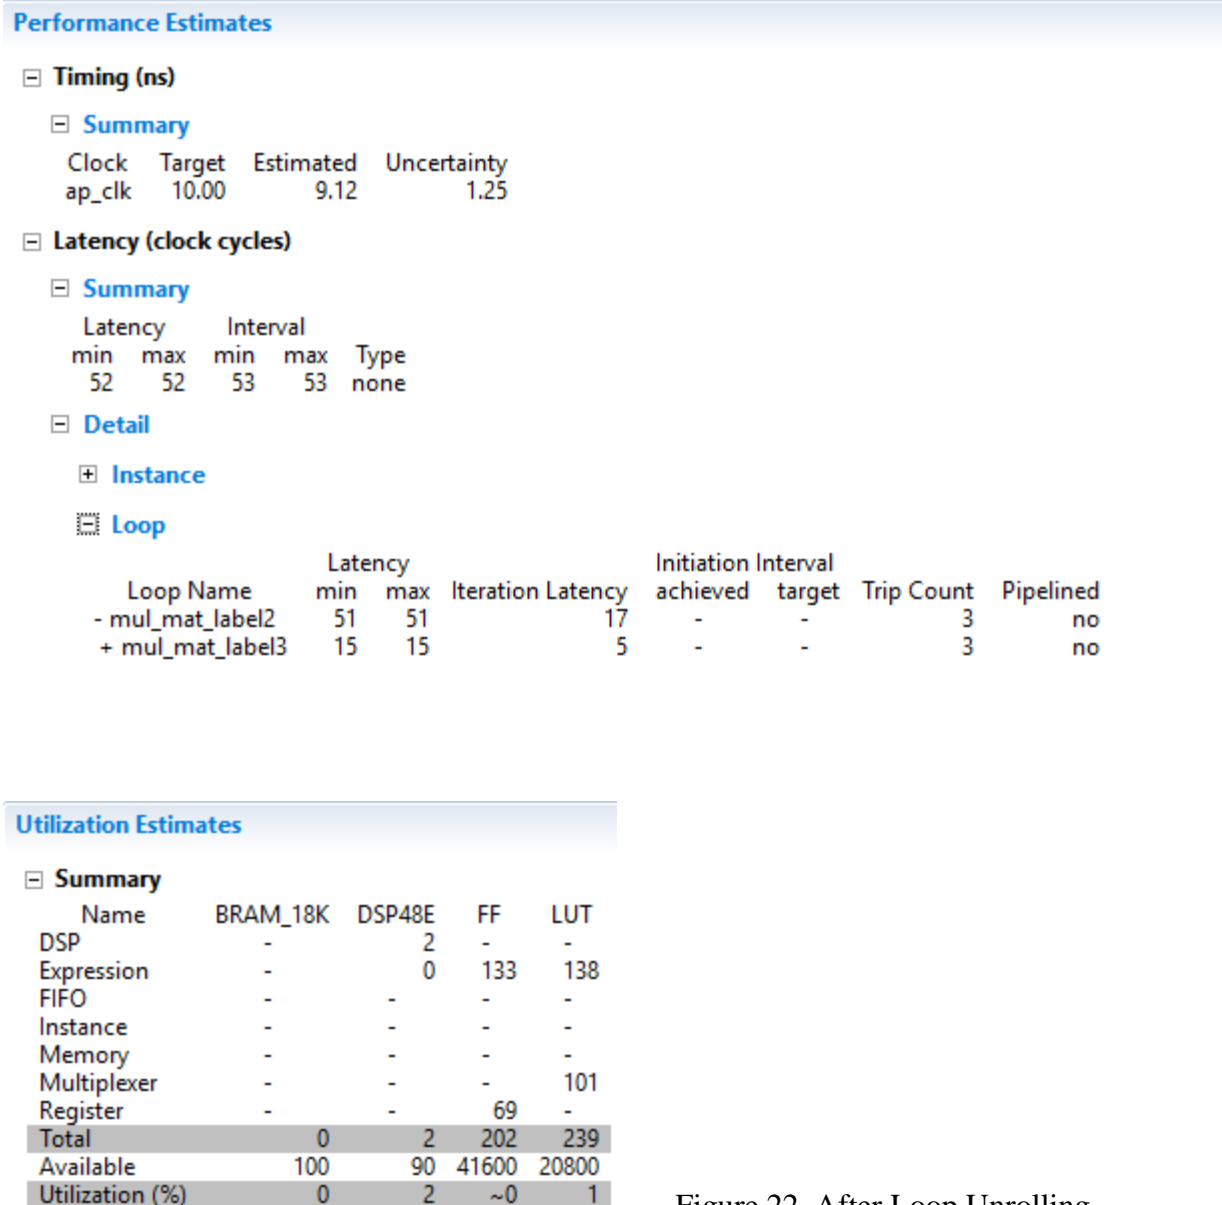 Performance Estimates
Timing (ns)
Summary
Clock Target Estimated Uncertainty
ap_clk 10.00 9.12 1.25
Latency (clock cycles)
Summary
Latency Interval
min max min max Type
52 52 53 53 none
Detail
Instance
Loop
Latency Initiation Interval
Loop Name min max Iteration Latency achieved target Trip Count Pipelined
- mul_mat_label2 51 51 17 - - 3 no
+ mul_mat_label3 15 15 5 - - 3 no
Utilization Estimates
Summary
Name BRAM_18K DSP48E FF LUT
DSP - 2 - -
Expression - 0 133 138
FIFO - - - -
Instance - - - -
Memory - - - -
Multiplexer - - - 101
Register - - 69 -
Total 0 2 202 239
Available 100 90 41600 20800
Utilization (%) 0 2 ~0 1
Figure 22. After Loop Unrolling